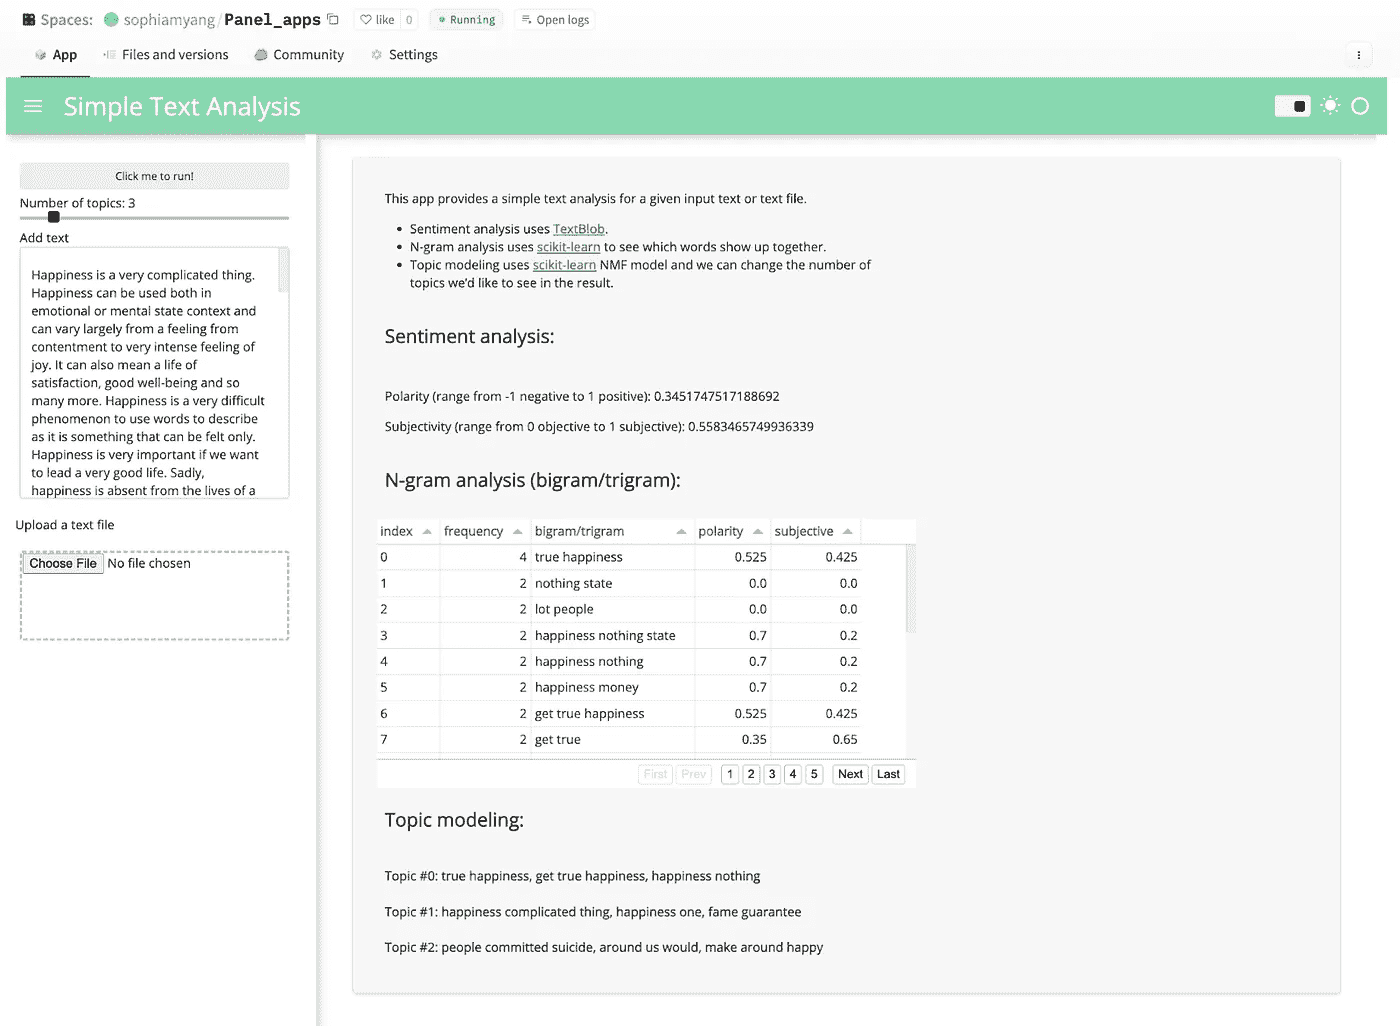 Spaces: sophiamyang/Panel_apps like 0 Running Open logs
App Files and versions Community Settings
Simple Text Analysis
Click me to run!
Number of topics: 3
Add text
Happiness is a very complicated thing.
Happiness can be used both in
emotional or mental state context and
can vary largely from a feeling from
contentment to very intense feeling of
joy. It can also mean a life of
satisfaction, good well-being and so
many more. Happiness is a very difficult
phenomenon to use words to describe
as it is something that can be felt only.
Happiness is very important if we want
to lead a very good life. Sadly,
happiness is absent from the lives of a
Upload a text file
Choose File No file chosen
This app provides a simple text analysis for a given input text or text file.
• Sentiment analysis uses TextBlob.
• N-gram analysis uses scikit-learn to see which words show up together.
• Topic modeling uses scikit-learn NMF model and we can change the number of
topics we'd like to see in the result.
Sentiment analysis:
Polarity (range from -1 negative to 1 positive): 0.3451747517188692
Subjectivity (range from 0 objective to 1 subjective): 0.5583465749936339
N-gram analysis (bigram/trigram):
index frequency bigram/trigram polarity subjective
0 4 true happiness 0.525 0.425
1 2 nothing state 0.0 0.0
2 2 lot people 0.0 0.0
3 2 happiness nothing state 0.7 0.2
4 2 happiness nothing 0.7 0.2
5 2 happiness money 0.7 0.2
6 2 get true happiness 0.525 0.425
7 2 get true 0.35 0.65
First Prev 1 2 3 4 5 Next Last
Topic modeling:
Topic #0: true happiness, get true happiness, happiness nothing
Topic #1: happiness complicated thing, happiness one, fame guarantee
Topic #2: people committed suicide, around us would, make around happy